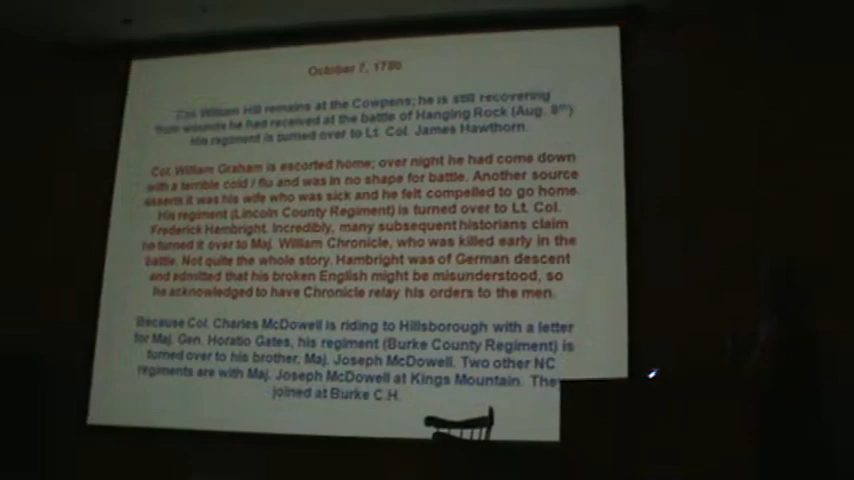 October 7, 1780
Col. William Hill remains at the Cowpens; he is still recovering
from wounds he had received at the battle of Hanging Rock (Aug. 8th)
His regiment is turned over to Lt. Col. James Hawthorn.
Col. William Graham is escorted home; over night he had come down
with a terrible cold / flu and was in no shape for battle. Another source
asserts it was his wife who was sick and he felt compelled to go home.
His regiment (Lincoln County Regiment) is turned over to Lt. Col.
Frederick Hambright. Incredibly, many subsequent historians claim
he turned it over to Maj. William Chronicle, who was killed early in the
battle. Not quite the whole story. Hambright was of German descent
and admitted that his broken English might be misunderstood, so
he acknowledged to have Chronicle relay his orders to the men.
Because Col. Charles McDowell is riding to Hillsborough with a letter
for Maj. Gen. Horatio Gates, his regiment (Burke County Regiment) is
turned over to his brother, Maj. Joseph McDowell. Two other NC
regiments are with Maj. Joseph McDowell at Kings Mountain. They
joined at Burke C.H.